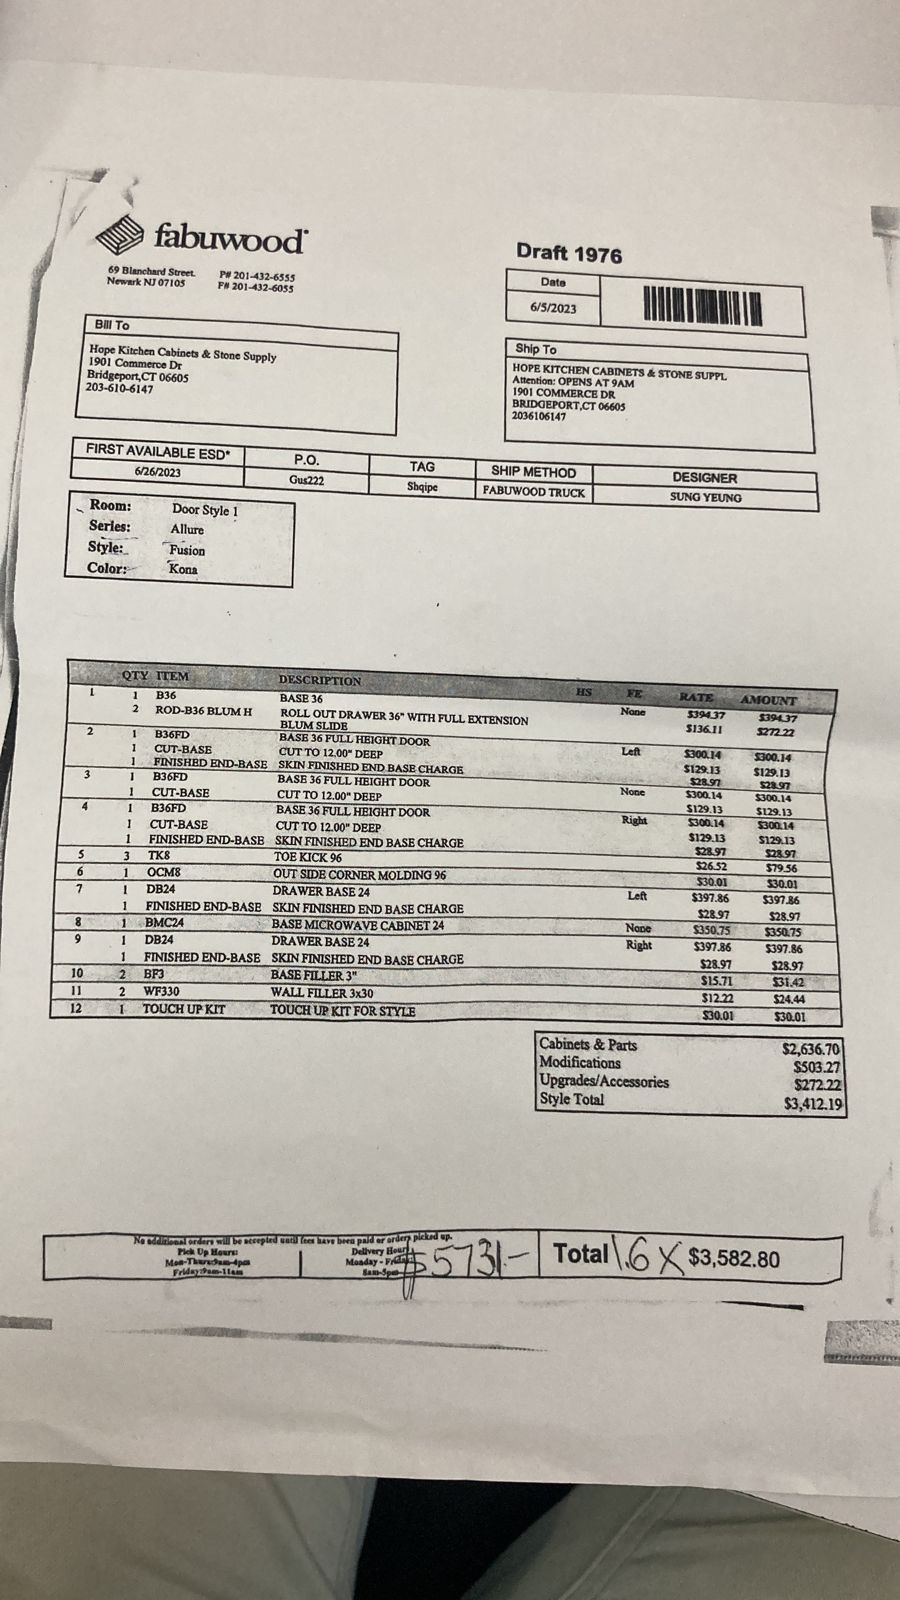 fabuwood
69 Blanchard Street. P# 201-432-6555
Newark NJ 07105 F# 201-432-6055
Draft 1976
Date
6/5/2023
Bill To
Hope Kitchen Cabinets & Stone Supply
1901 Commerce Dr
Bridgeport,CT 06605
203-610-6147
Ship To
HOPE KITCHEN CABINETS & STONE SUPPL
Attention: OPENS AT 9AM
1901 COMMERCE DR
BRIDGEPORT,CT 06605
2036106147
FIRST AVAILABLE ESD* P.O. TAG SHIP METHOD DESIGNER
6/26/2023 Gus222 Shqipe FABUWOOD TRUCK SUNG YEUNG
Room: Door Style 1
Series: Allure
Style: Fusion
Color: Kona
QTY ITEM DESCRIPTION HS FE RATE AMOUNT
1 1 B36 BASE 36 None $394.37 $394.37
2 ROD-B36 BLUM H ROLL OUT DRAWER 36" WITH FULL EXTENSION $136.11 $272.22
BLUM SLIDE
2 1 B36FD BASE 36 FULL HEIGHT DOOR Left $300.14 $300.14
1 CUT-BASE CUT TO 12.00" DEEP $129.13 $129.13
1 FINISHED END-BASE SKIN FINISHED END BASE CHARGE $28.97 $28.97
3 1 B36FD BASE 36 FULL HEIGHT DOOR None $300.14 $300.14
1 CUT-BASE CUT TO 12.00" DEEP $129.13 $129.13
4 1 B36FD BASE 36 FULL HEIGHT DOOR Right $300.14 $300.14
1 CUT-BASE CUT TO 12.00" DEEP $129.13 $129.13
1 FINISHED END-BASE SKIN FINISHED END BASE CHARGE $28.97 $28.97
5 3 TK8 TOE KICK 96 $26.52 $79.56
6 1 OCM8 OUT SIDE CORNER MOLDING 96 $30.01 $30.01
7 1 DB24 DRAWER BASE 24 Left $397.86 $397.86
1 FINISHED END-BASE SKIN FINISHED END BASE CHARGE $28.97 $28.97
8 1 BMC24 BASE MICROWAVE CABINET 24 None $350.75 $350.75
9 1 DB24 DRAWER BASE 24 Right $397.86 $397.86
1 FINISHED END-BASE SKIN FINISHED END BASE CHARGE $28.97 $28.97
10 2 BF3 BASE FILLER 3" $15.71 $31.42
11 2 WF330 WALL FILLER 3x30 $12.22 $24.44
12 1 TOUCH UP KIT TOUCH UP KIT FOR STYLE $30.01 $30.01
Cabinets & Parts $2,636.70
Modifications $503.27
Upgrades/Accessories $272.22
Style Total $3,412.19
No additional orders will be accepted until fees have been paid or orders picked up.
Pick Up Hours:
Mon-Thurs:9am-4pm
Friday:9am-11am
Delivery Hour
Monday - Friday
8am-5pm
$5731-
Total 1.6 X $3,582.80